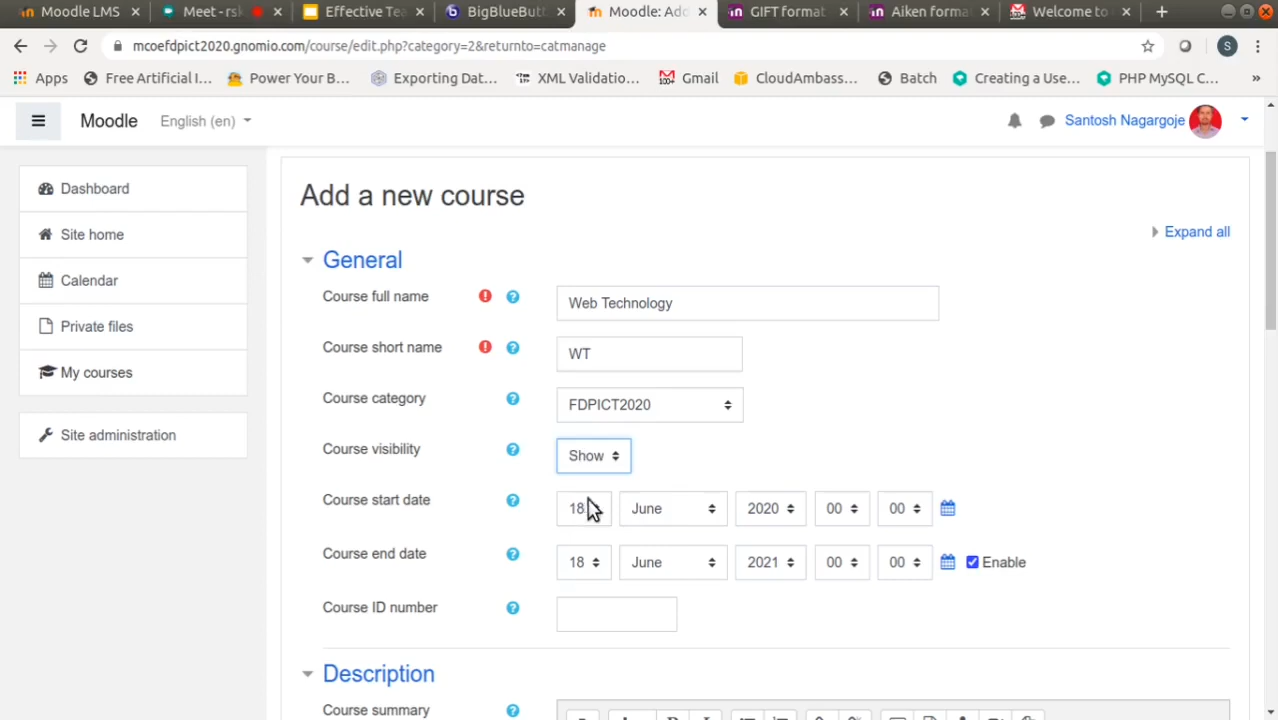 Moodle LMS
Meet - rsk
Effective Tea
BigBlueButt
Moodle: Add
GIFT format
Aiken forma
Welcome to
mcoefdpict2020.gnomio.com/course/edit.php?category=2&returnto=catmanage
S
Apps
Free Artificial I...
Power Your B...
Exporting Dat...
XML Validatio...
Gmail
CloudAmbass...
Batch
Creating a Use...
PHP MySQL C...
»
Moodle
English (en)
Santosh Nagargoje
Dashboard
Site home
Calendar
Private files
My courses
Site administration
Add a new course
Expand all
General
Course full name
Web Technology
Course short name
WT
Course category
FDPICT2020
Course visibility
Show
Course start date
18 June 2020 00 00
Course end date
18 June 2021 00 00 Enable
Course ID number
Description
Course summary